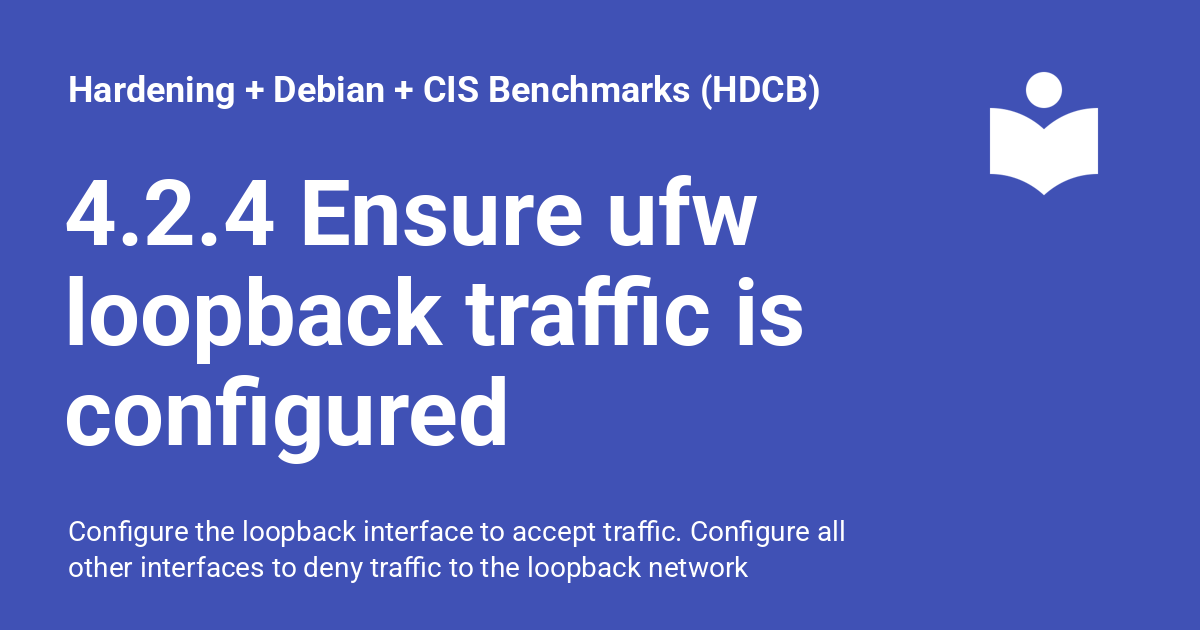 Hardening + Debian + CIS Benchmarks (HDCB)
4.2.4 Ensure ufw
loopback traffic is
configured
Configure the loopback interface to accept traffic. Configure all
other interfaces to deny traffic to the loopback network